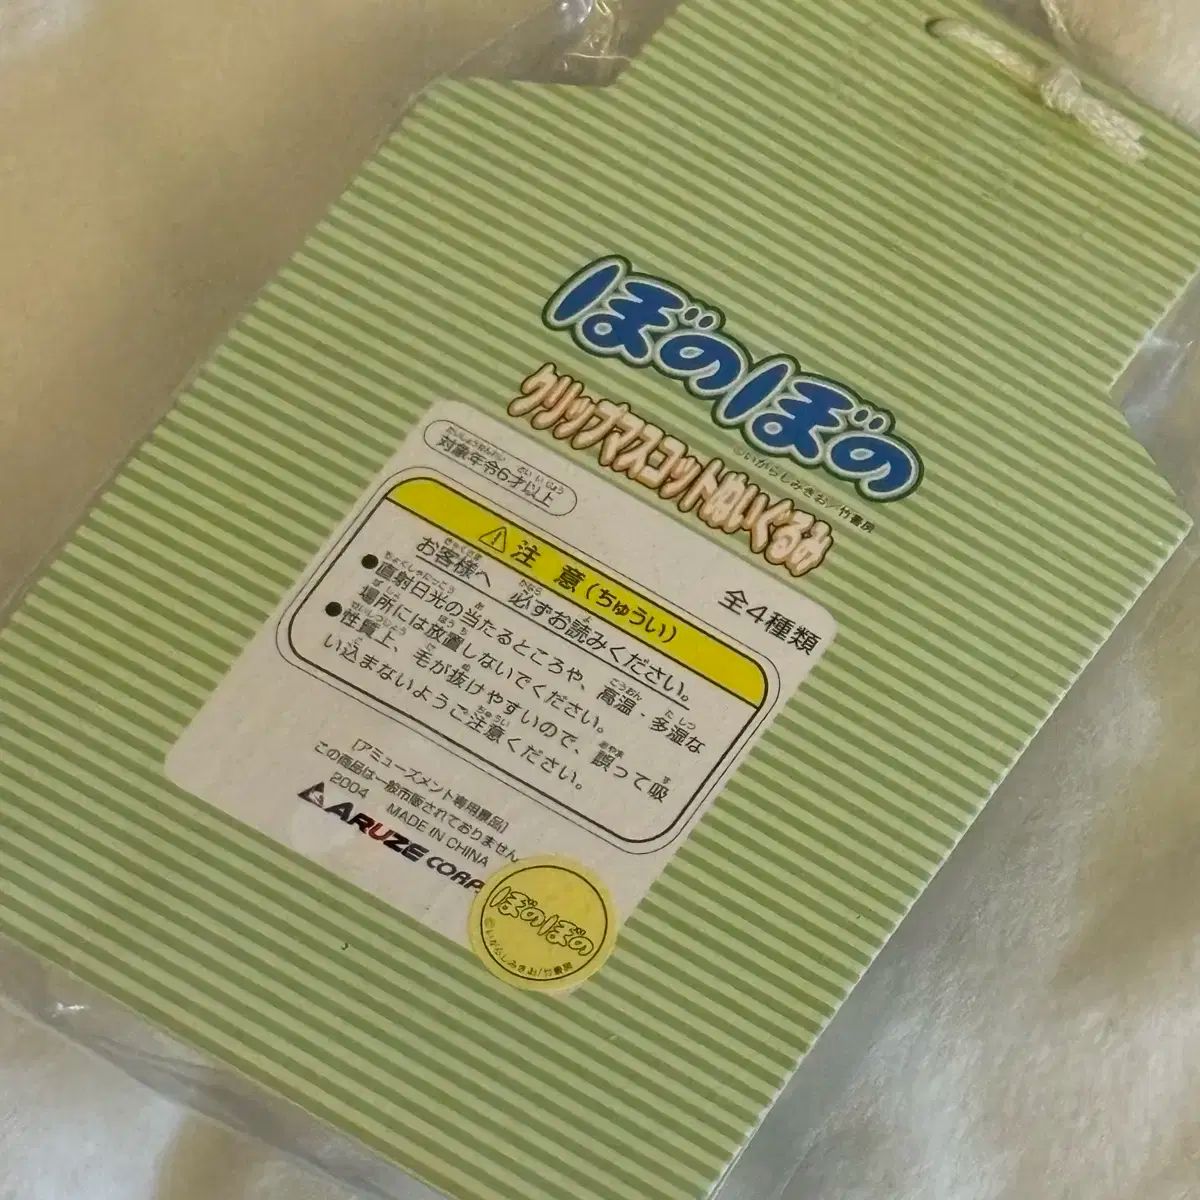 ぼのぼの
©いがらしみきお/竹書房
クリップマスコットぬいぐるみ
全4種類
対象年令6才以上
⚠注 意(ちゅうい)
お客様へ 必ずお読みください。
●直射日光の当たるところや、高温・多湿な
場所には放置しないでください。
●性質上、毛が抜けやすいので、誤って吸
い込まないようご注意ください。
[アミューズメント専用景品]
この商品は一般市販されておりません。
2004 MADE IN CHINA
ARUZE CORP
ぼのぼの
©いがらしみきお/竹書房